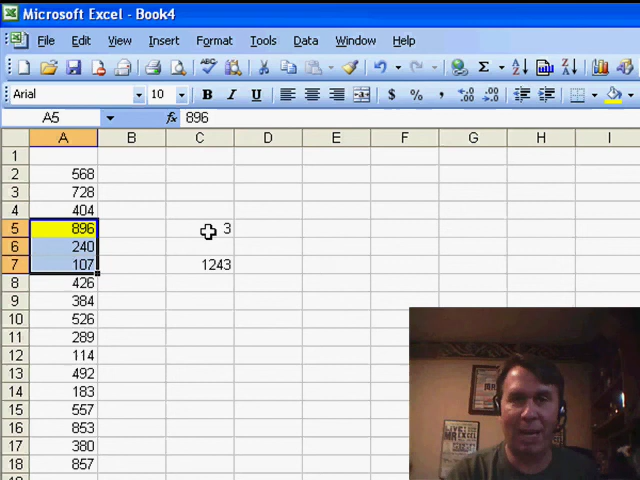 Microsoft Excel - Book4
File Edit View Insert Format Tools Data Window Help
Arial 10 B I U $ % ,
A5 fx 896
A B C D E F G H I
1
2 568
3 728
4 404
5 896 3
6 240
7 107 1243
8 426
9 384
10 526
11 289
12 114
13 492
14 183
15 557
16 853
17 380
18 857